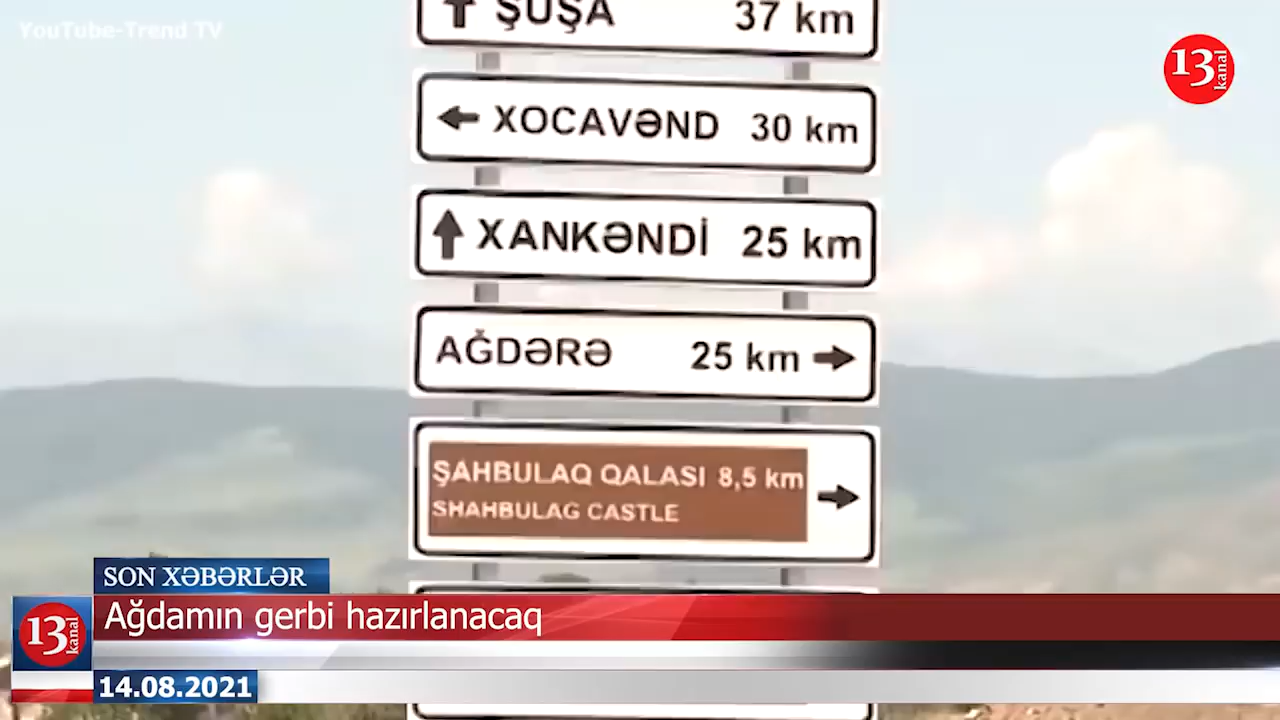 YouTube-Trend TV
ŞUŞA 37 km
13 kanal
XOCAVƏND 30 km
XANKƏNDİ 25 km
AĞDƏRƏ 25 km
ŞAHBULAQ QALASI 8,5 km
SHAHBULAG CASTLE
SON XƏBƏRLƏR
Ağdamın gerbi hazırlanacaq
13 kanal
14.08.2021